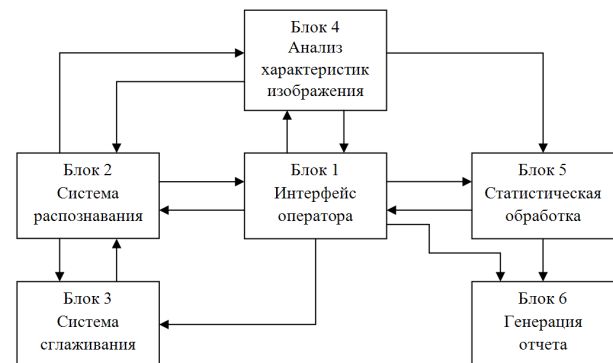 Блок 4
Анализ
характеристик
изображения
Блок 2
Система
распознавания
Блок 1
Интерфейс
оператора
Блок 5
Статистическая
обработка
Блок 3
Система
сглаживания
Блок 6
Генерация
отчета